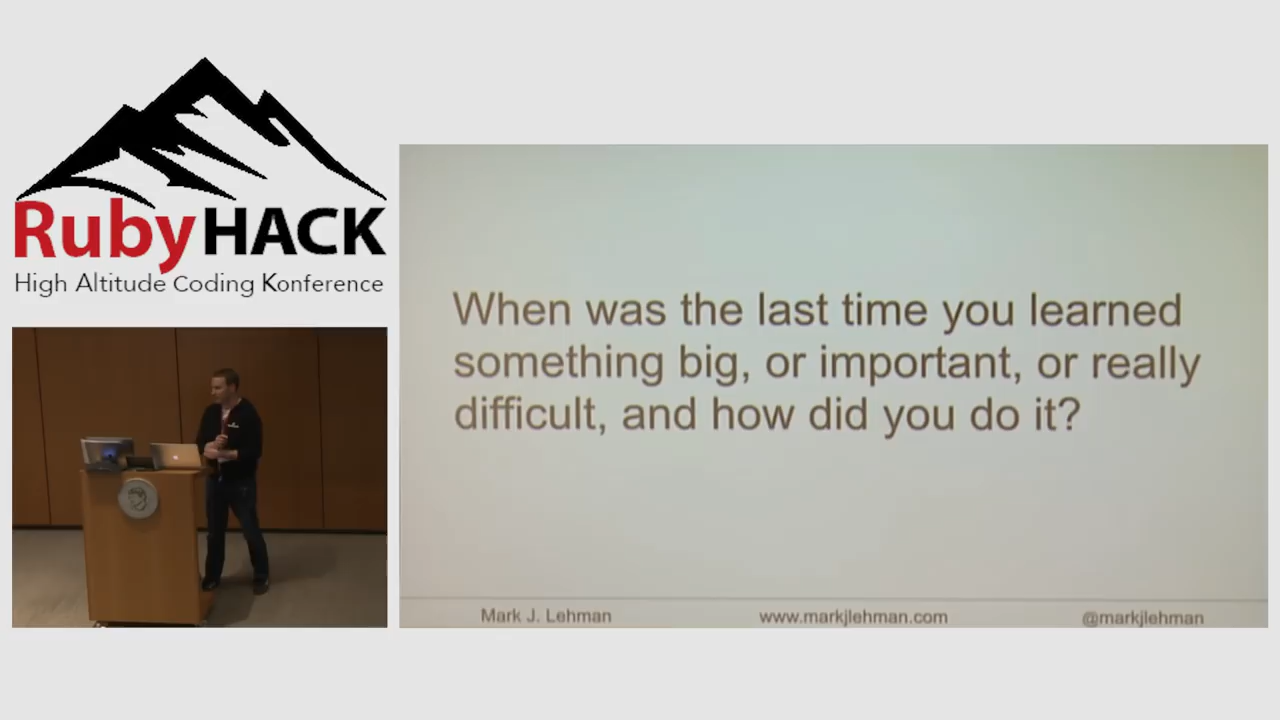 RubyHACK
High Altitude Coding Konference
When was the last time you learned
something big, or important, or really
difficult, and how did you do it?
Mark J. Lehman www.markjlehman.com @markjlehman